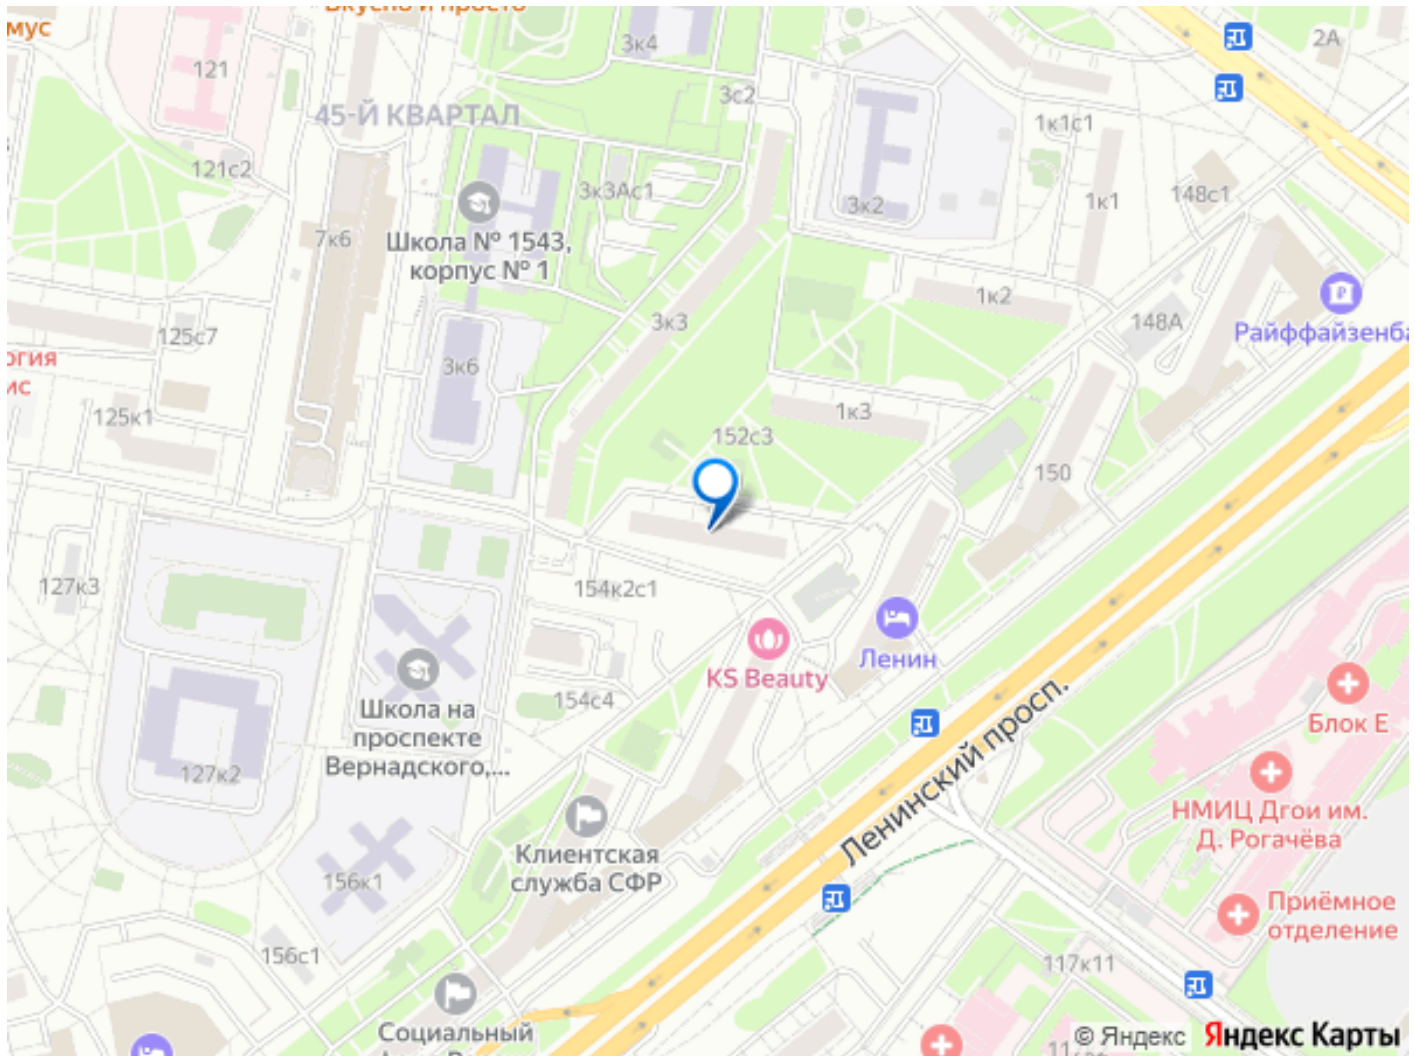 Вкусно и просто
мус
3к4
2А
121
3с2
45-Й КВАРТАЛ
1к1с1
121с2
3к3Ас1
148с1
3к2
1к1
7к6
Школа № 1543,
корпус № 1
1к2
3к3
148А
Райффайзенба
125с7
огия
ис
3к6
125к1
1к3
152с3
150
127к3
154к2с1
Ленин
KS Beauty
154с4
Школа на
проспекте
Вернадского,...
127к2
Ленинский просп.
Блок Е
НМИЦ Дгои им.
Д. Рогачёва
Клиентская
служба СФР
156к1
Приёмное
отделение
156с1
117к11
Социальный
© Яндекс Яндекс Карты